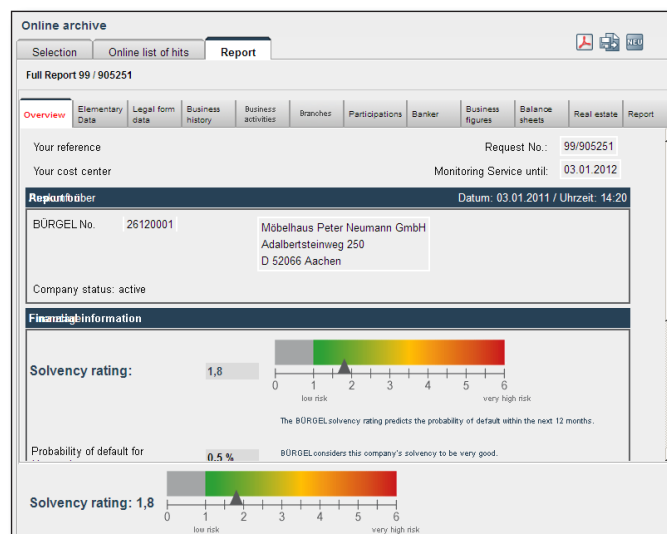 Online archive
Selection Online list of hits Report
NEU
Full Report 99 / 905251
Overview Elementary Data Legal form data Business history Business activities Branches Participations Banker Business figures Balance sheets Real estate Report
Your reference Request No.: 99/905251
Your cost center Monitoring Service until: 03.01.2012
über Datum: 03.01.2011 / Uhrzeit: 14:20
BÜRGEL No. 26120001 Möbelhaus Peter Neumann GmbH
Adalbertsteinweg 250
D 52066 Aachen
Company status: active
Financial information
Solvency rating: 1,8
0 1 2 3 4 5 6
low risk very high risk
The BÜRGEL solvency rating predicts the probability of default within the next 12 months.
Probability of default for 0,5 % BÜRGEL considers this company's solvency to be very good.
Solvency rating: 1,8
0 1 2 3 4 5 6
low risk very high risk